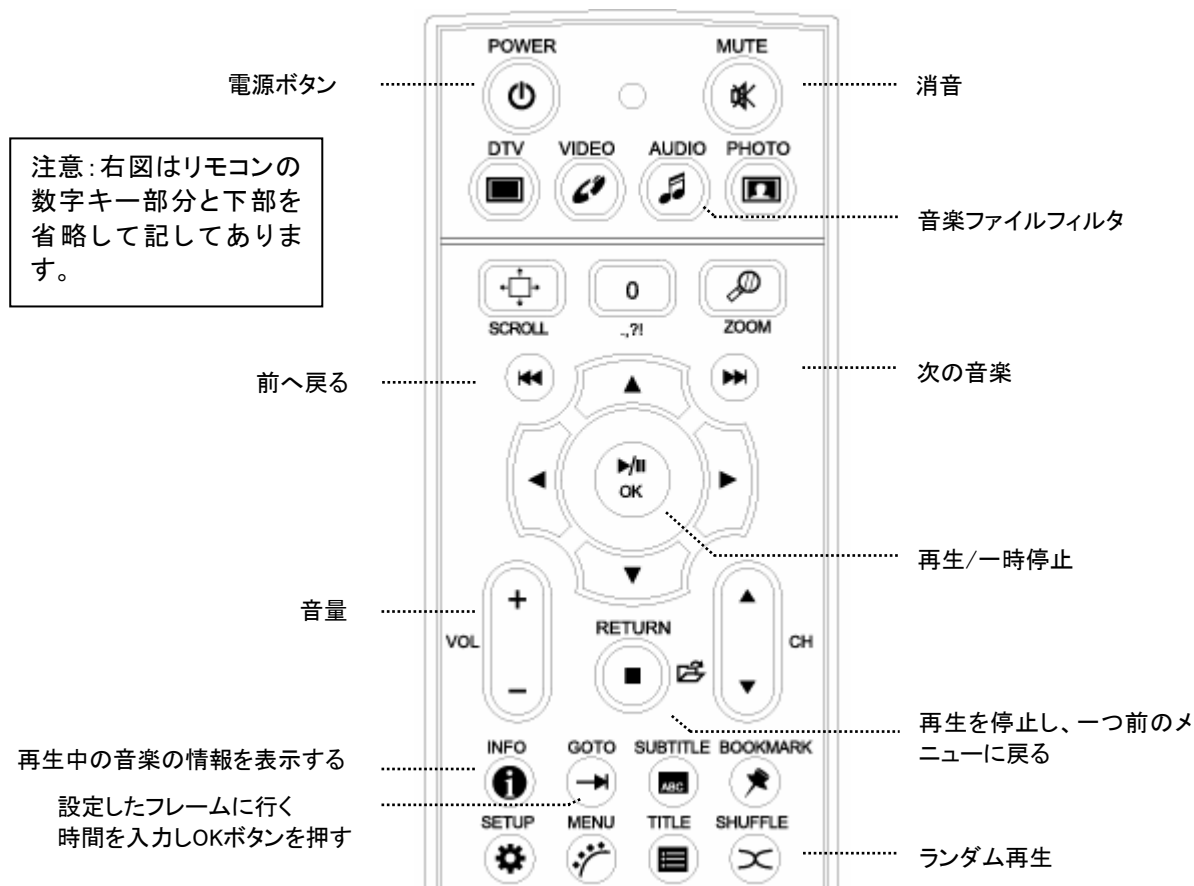 POWER
MUTE
電源ボタン
消音
DTV VIDEO AUDIO PHOTO
注意：右図はリモコンの
数字キー部分と下部を
省略して記してありま
す。
音楽ファイルフィルタ
0
SCROLL
.,?!
ZOOM
前へ戻る
次の音楽
OK
再生/一時停止
音量
VOL
CH
RETURN
再生を停止し、一つ前のメ
ニューに戻る
INFO GOTO SUBTITLE BOOKMARK
再生中の音楽の情報を表示する
ABC
設定したフレームに行く
時間を入力しOKボタンを押す
SETUP MENU TITLE SHUFFLE
ランダム再生